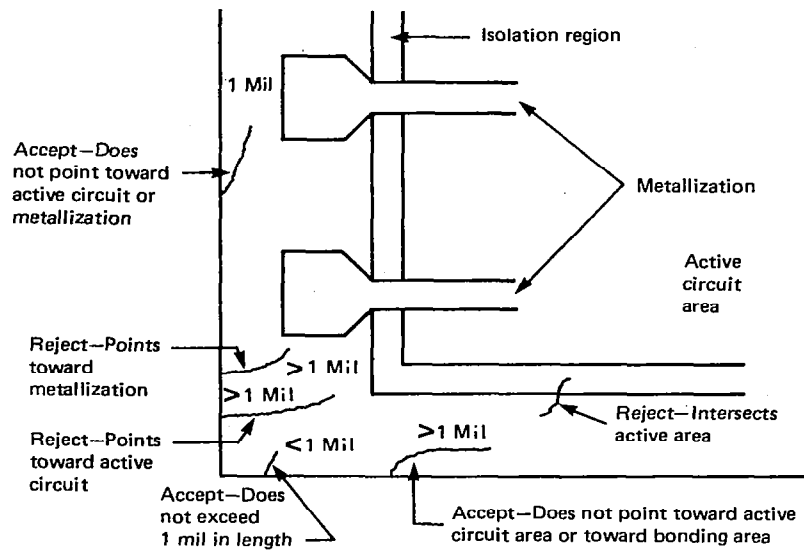 Isolation region
1 Mil
Accept—Does
not point toward
active circuit or
metallization
Metallization
Active
circuit
area
Reject—Points
toward
metallization
>1 Mil
>1 Mil
Reject—Points
toward active
circuit
<1 Mil
>1 Mil
Reject—Intersects
active area
Accept—Does
not exceed
1 mil in length
Accept—Does not point toward active
circuit area or toward bonding area